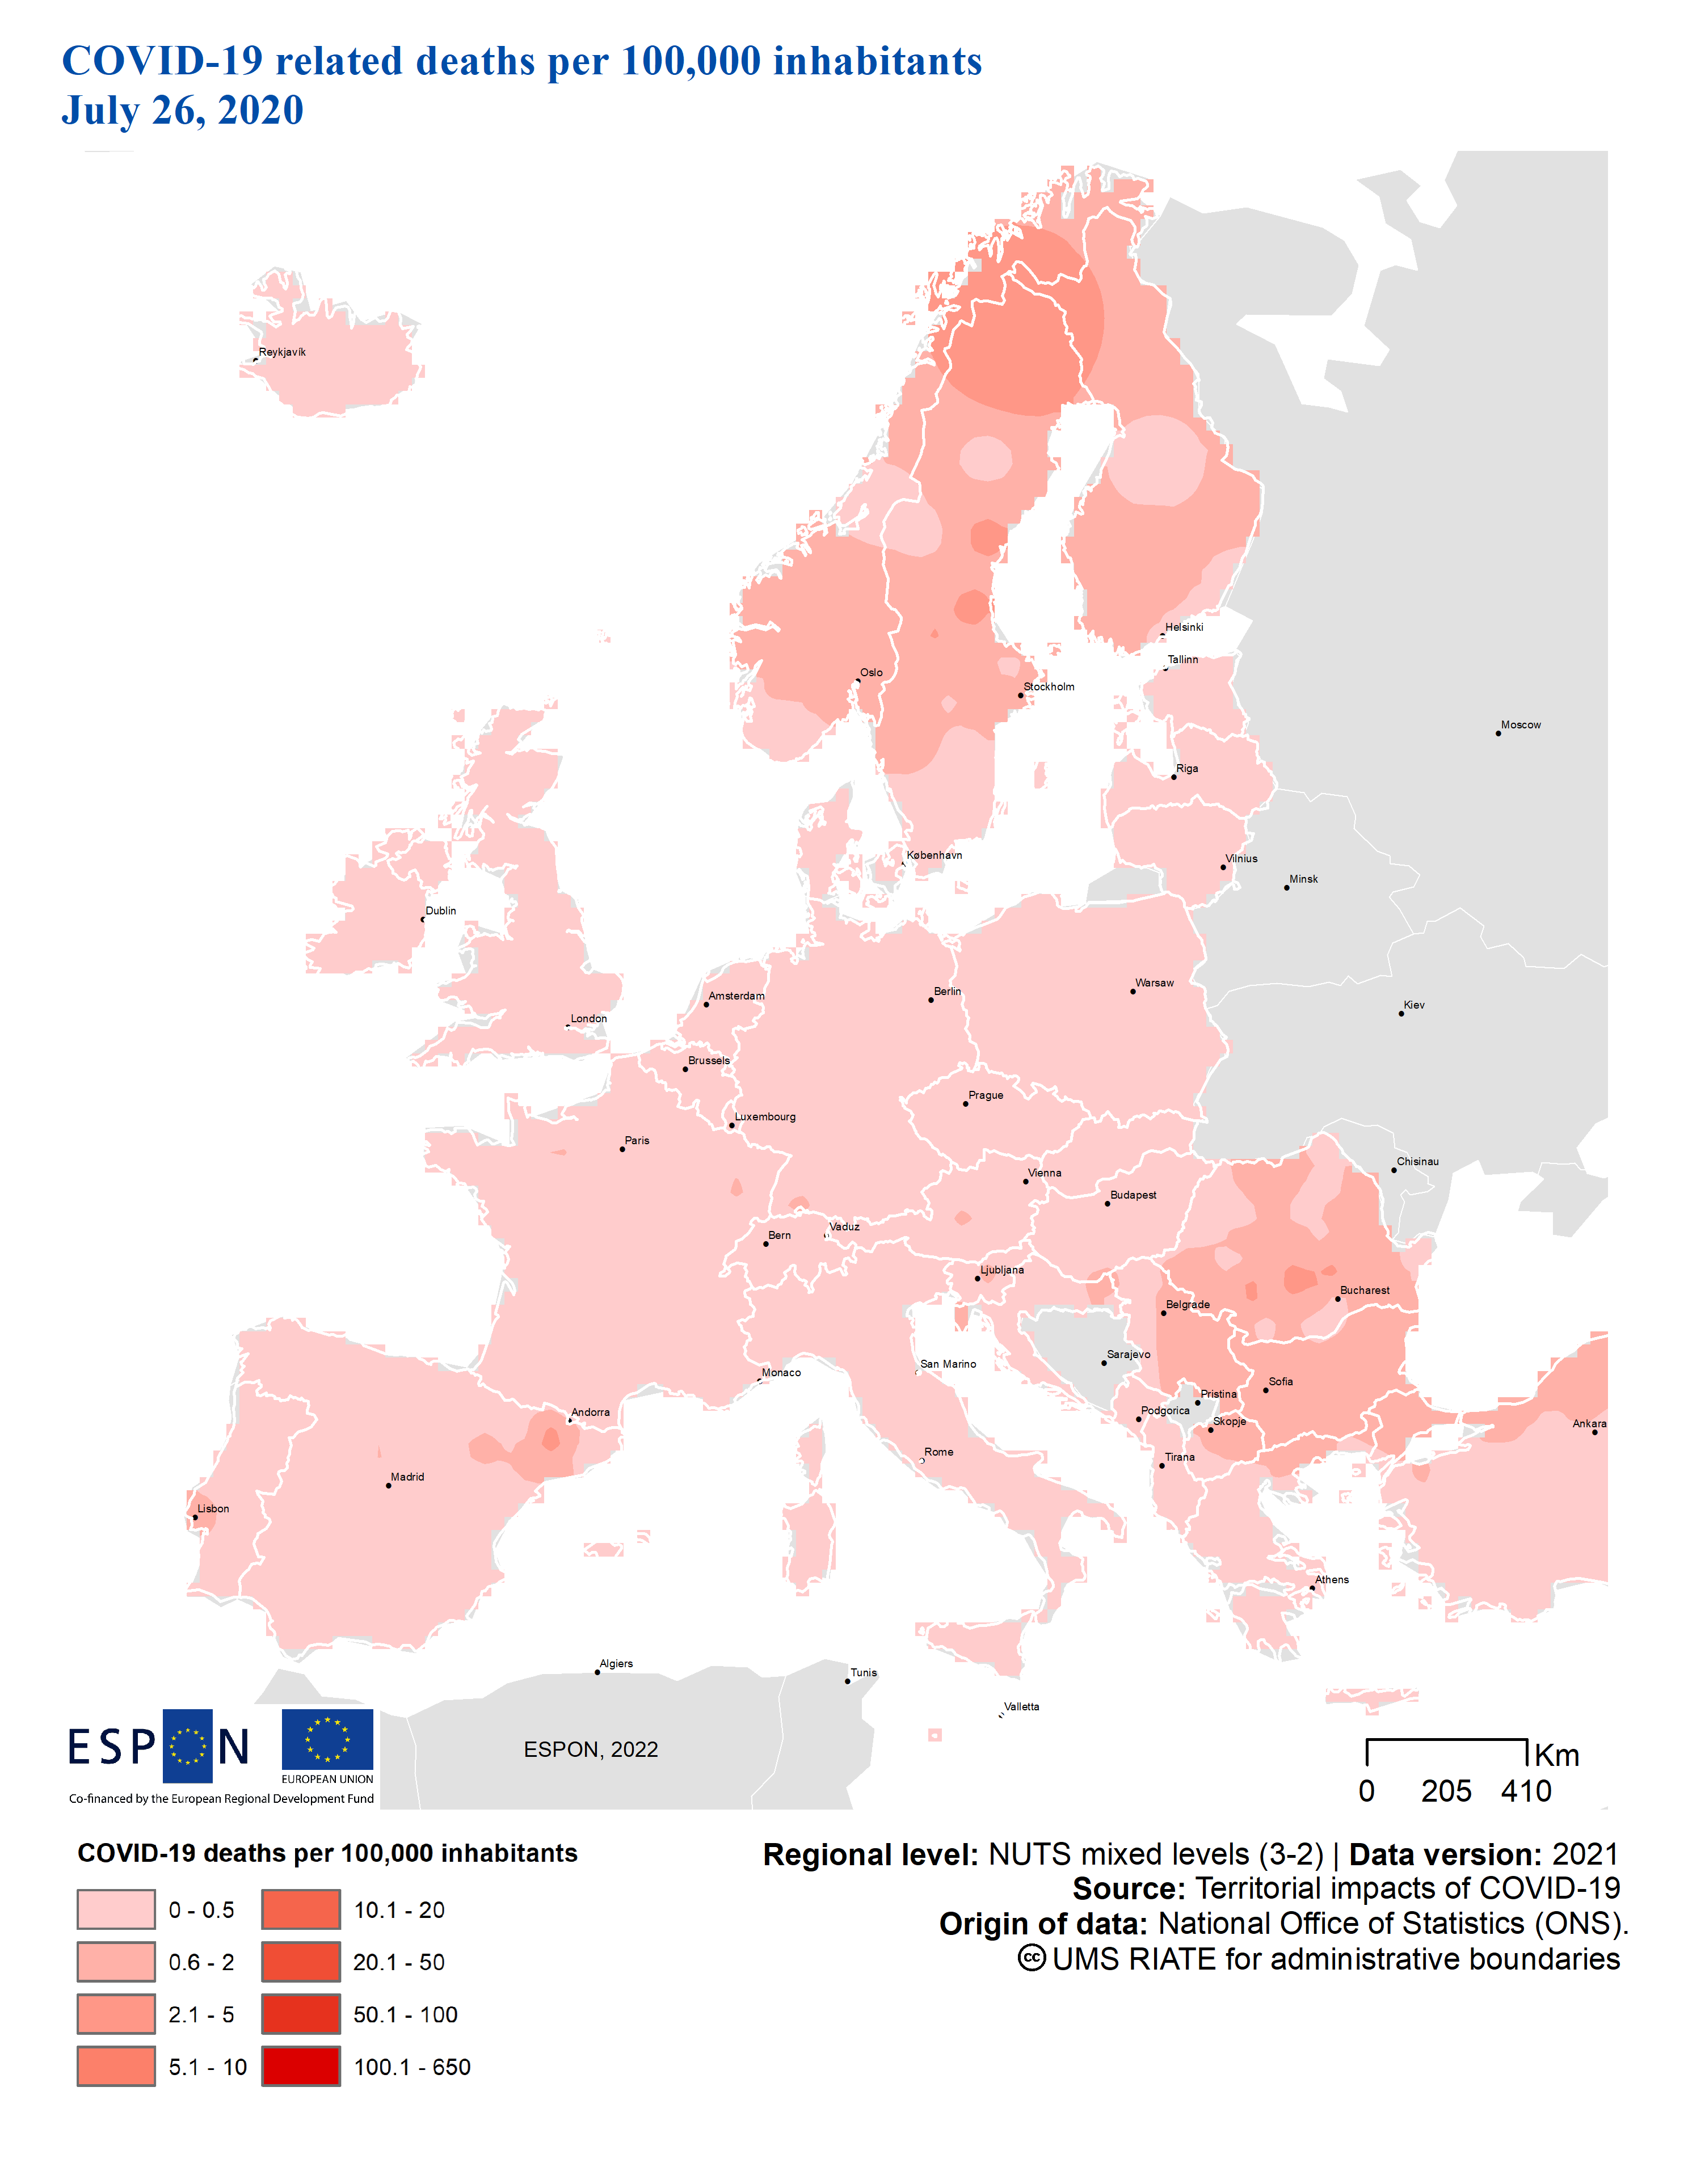 COVID-19 related deaths per 100,000 inhabitants
July 26, 2020
Reykjavík
Helsinki
Tallinn
Oslo
Stockholm
Moscow
Riga
København
Vilnius
Minsk
Dublin
Amsterdam
Berlin
Warsaw
London
Kiev
Brussels
Prague
Luxembourg
Paris
Chisinau
Vienna
Budapest
Vaduz
Bern
Ljubljana
Bucharest
Belgrade
Sarajevo
San Marino
Monaco
Sofia
Pristina
Andorra
Podgorica
Skopje
Ankara
Rome
Tirana
Madrid
Lisbon
Athens
Algiers
Tunis
Valletta
ESPON
EUROPEAN UNION
Co-financed by the European Regional Development Fund
ESPON, 2022
Km
0 205 410
COVID-19 deaths per 100,000 inhabitants
0 - 0.5
0.6 - 2
2.1 - 5
5.1 - 10
10.1 - 20
20.1 - 50
50.1 - 100
100.1 - 650
Regional level: NUTS mixed levels (3-2) | Data version: 2021
Source: Territorial impacts of COVID-19
Origin of data: National Office of Statistics (ONS).
cc UMS RIATE for administrative boundaries